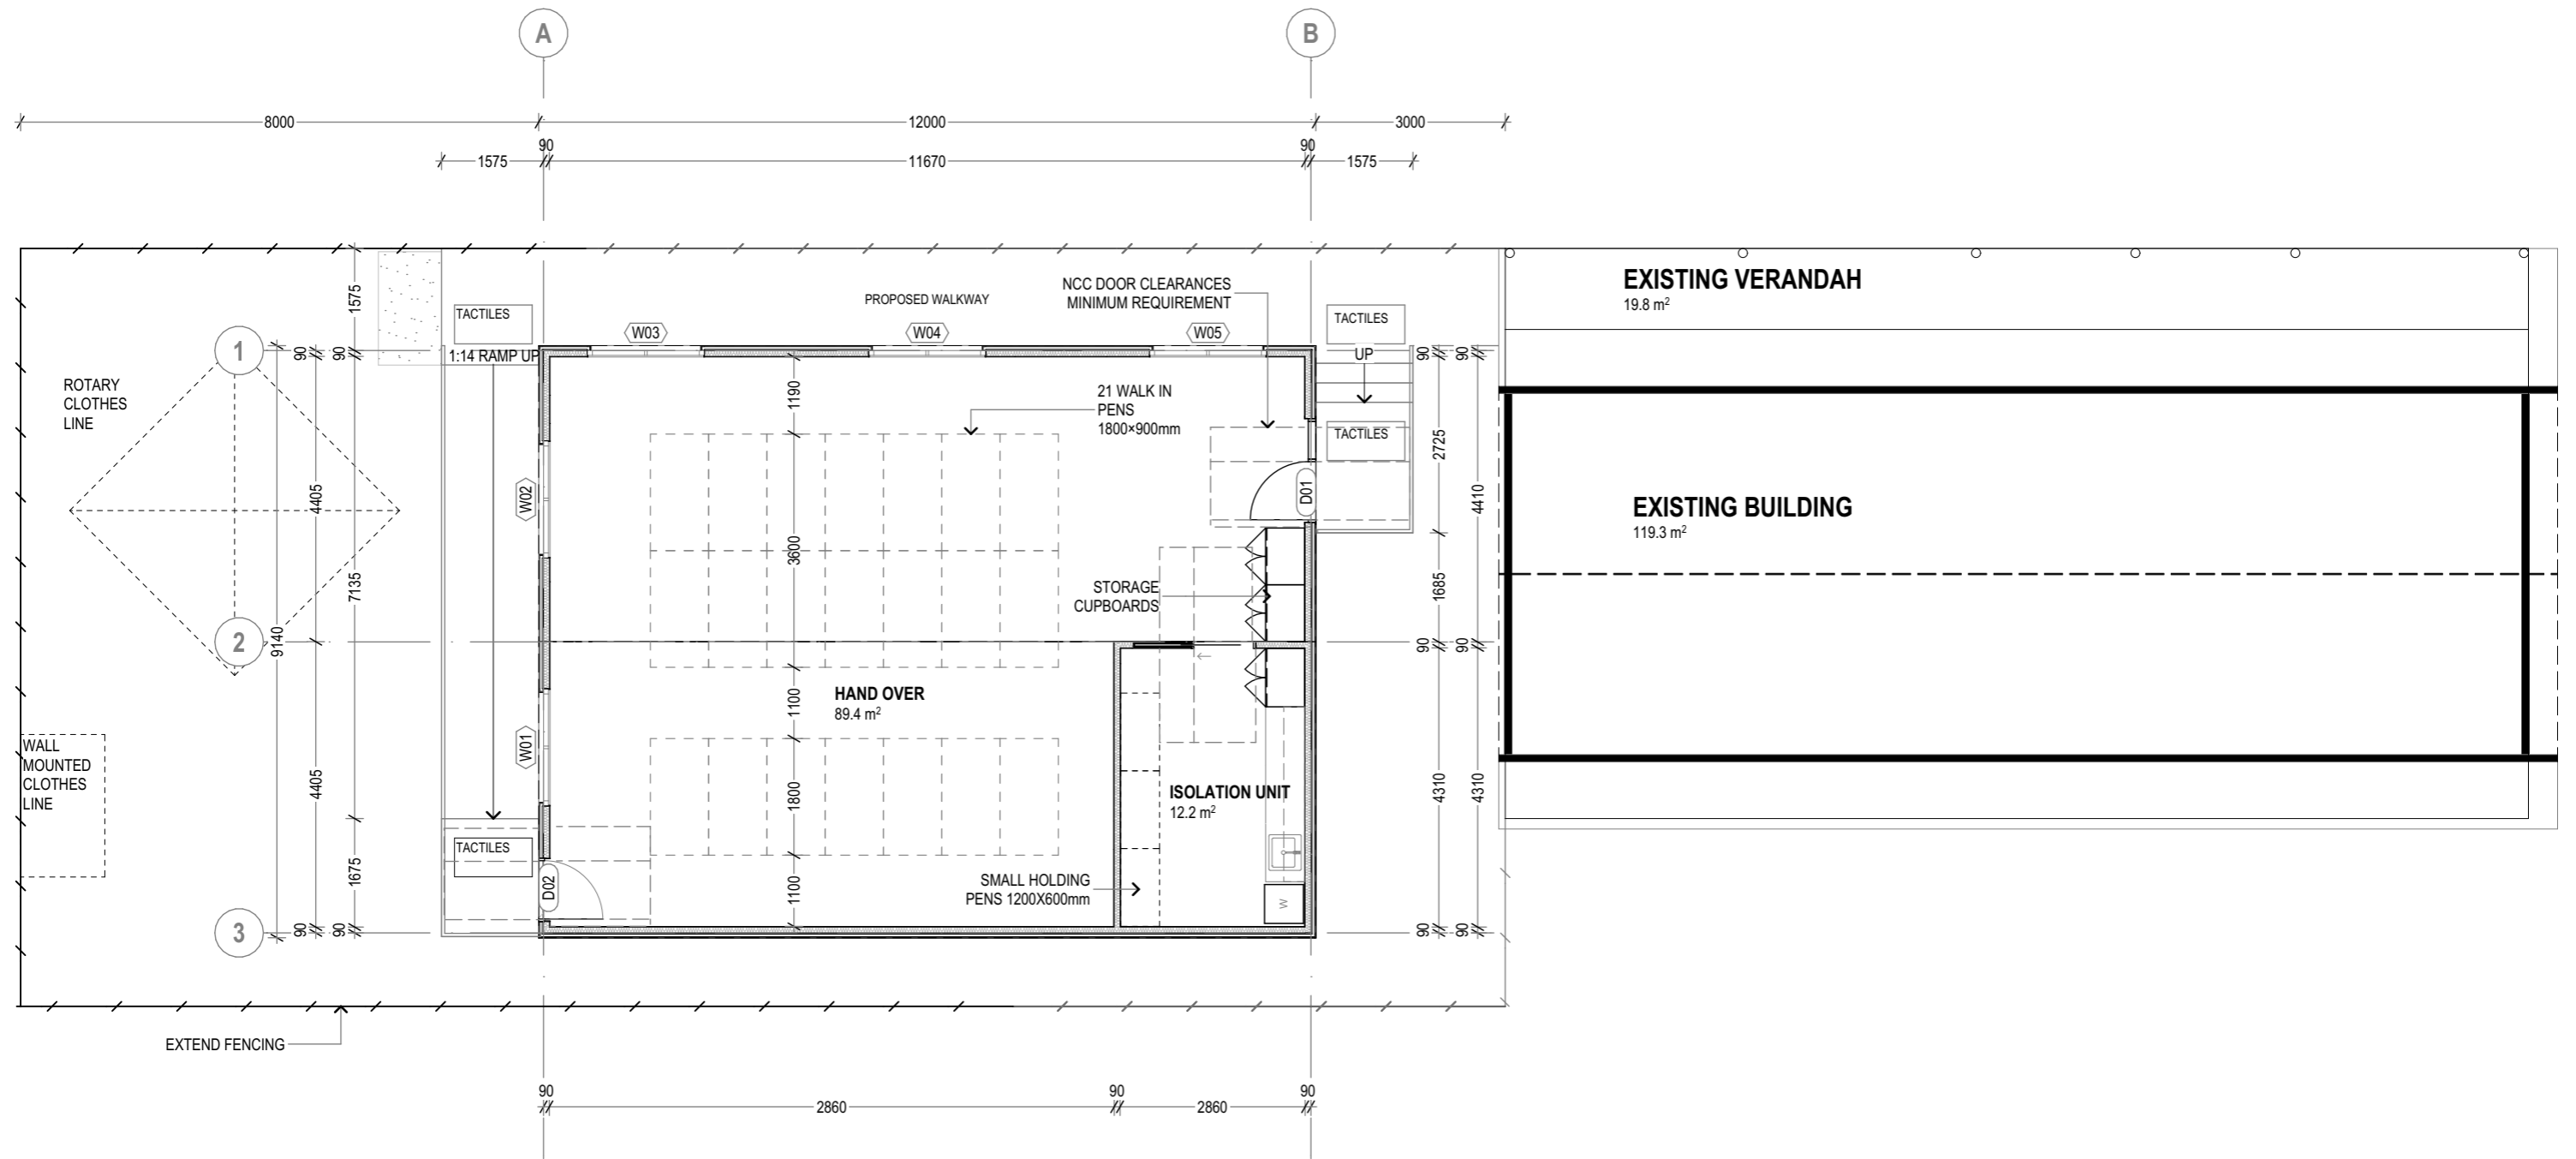 A
B
8000
12000
3000
1575
90
11670
90
1575
EXISTING VERANDAH
19.8 m²
NCC DOOR CLEARANCES
MINIMUM REQUIREMENT
PROPOSED WALKWAY
TACTILES
TACTILES
W03
W04
W05
1575
1
90
90
1:14 RAMP UP
UP
90
90
ROTARY
CLOTHES
LINE
1190
21 WALK IN
PENS
1800×900mm
TACTILES
2725
4410
4405
W02
D01
EXISTING BUILDING
119.3 m²
3600
7135
STORAGE
CUPBOARDS
1685
2
9140
90
90
HAND OVER
89.4 m²
1100
WALL
MOUNTED
CLOTHES
LINE
W01
4405
1800
ISOLATION UNIT
12.2 m²
4310
4310
TACTILES
1675
D02
1100
SMALL HOLDING
PENS 1200X600mm
W
3
90
90
90
90
EXTEND FENCING
90
2860
90
2860
90